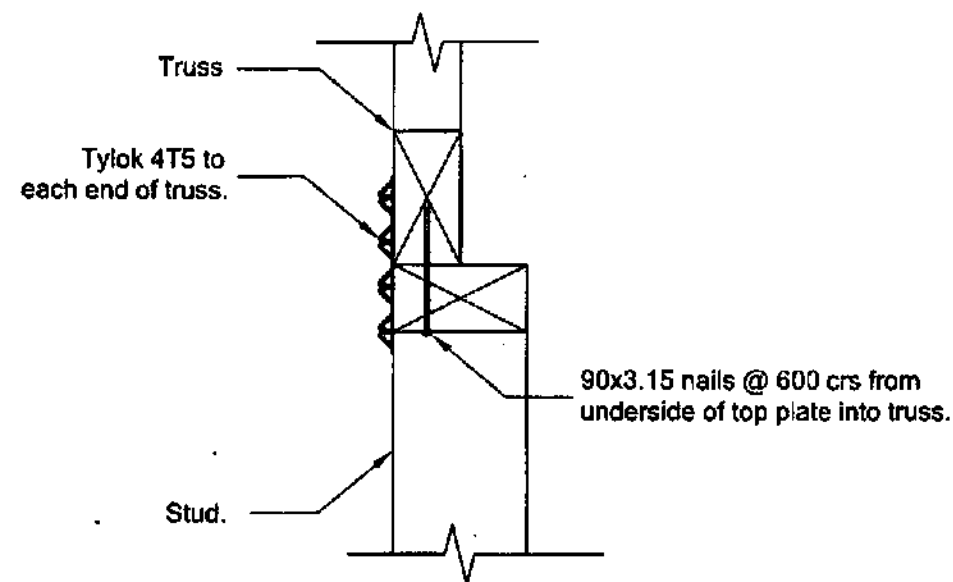 Truss
Tylok 4T5 to
each end of truss.
90x3.15 nails @ 600 crs from
underside of top plate into truss.
Stud.